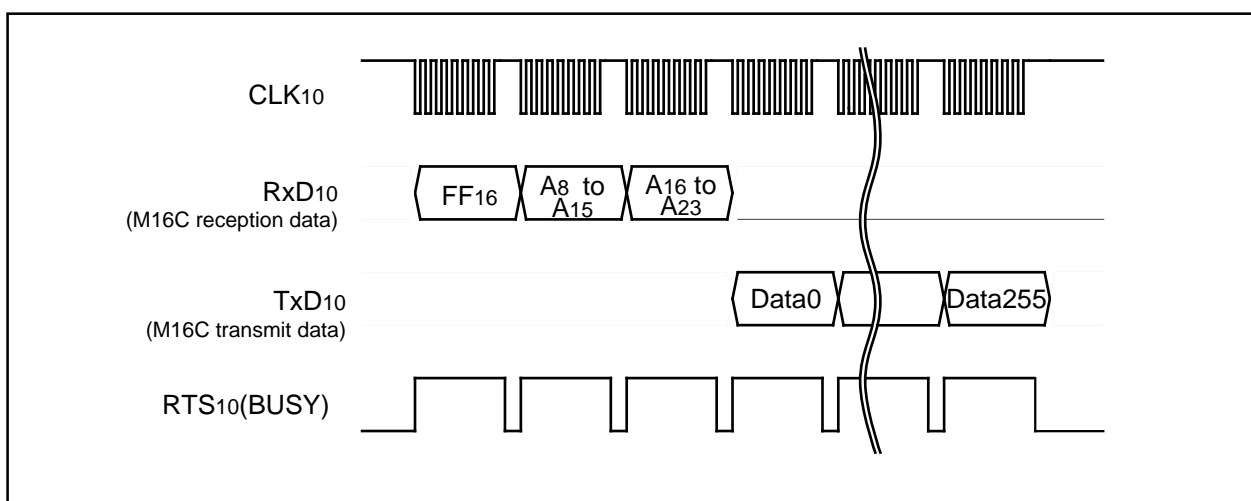 CLK10
RxD10
(M16C reception data)
FF16
A8 to
A15
A16 to
A23
TxD10
(M16C transmit data)
Data0
Data255
RTS10(BUSY)